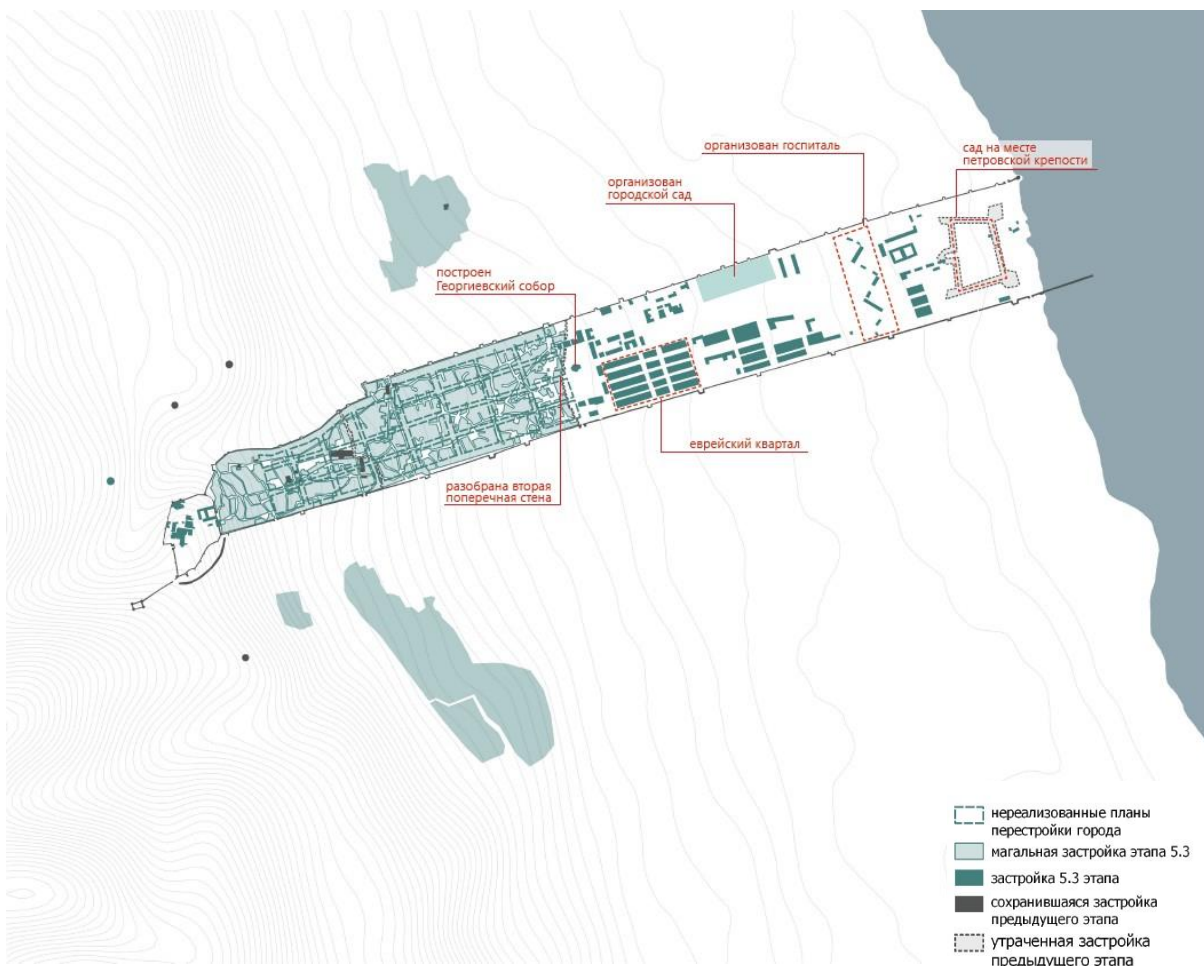 организован госпиталь
сад на месте
петровской крепости
организован
городской сад
построен
Георгиевский собор
еврейский квартал
разобрана вторая
поперечная стена
нереализованные планы
перестройки города
магальная застройка этапа 5.3
застройка 5.3 этапа
сохранившаяся застройка
предыдущего этапа
утраченная застройка
предыдущего этапа